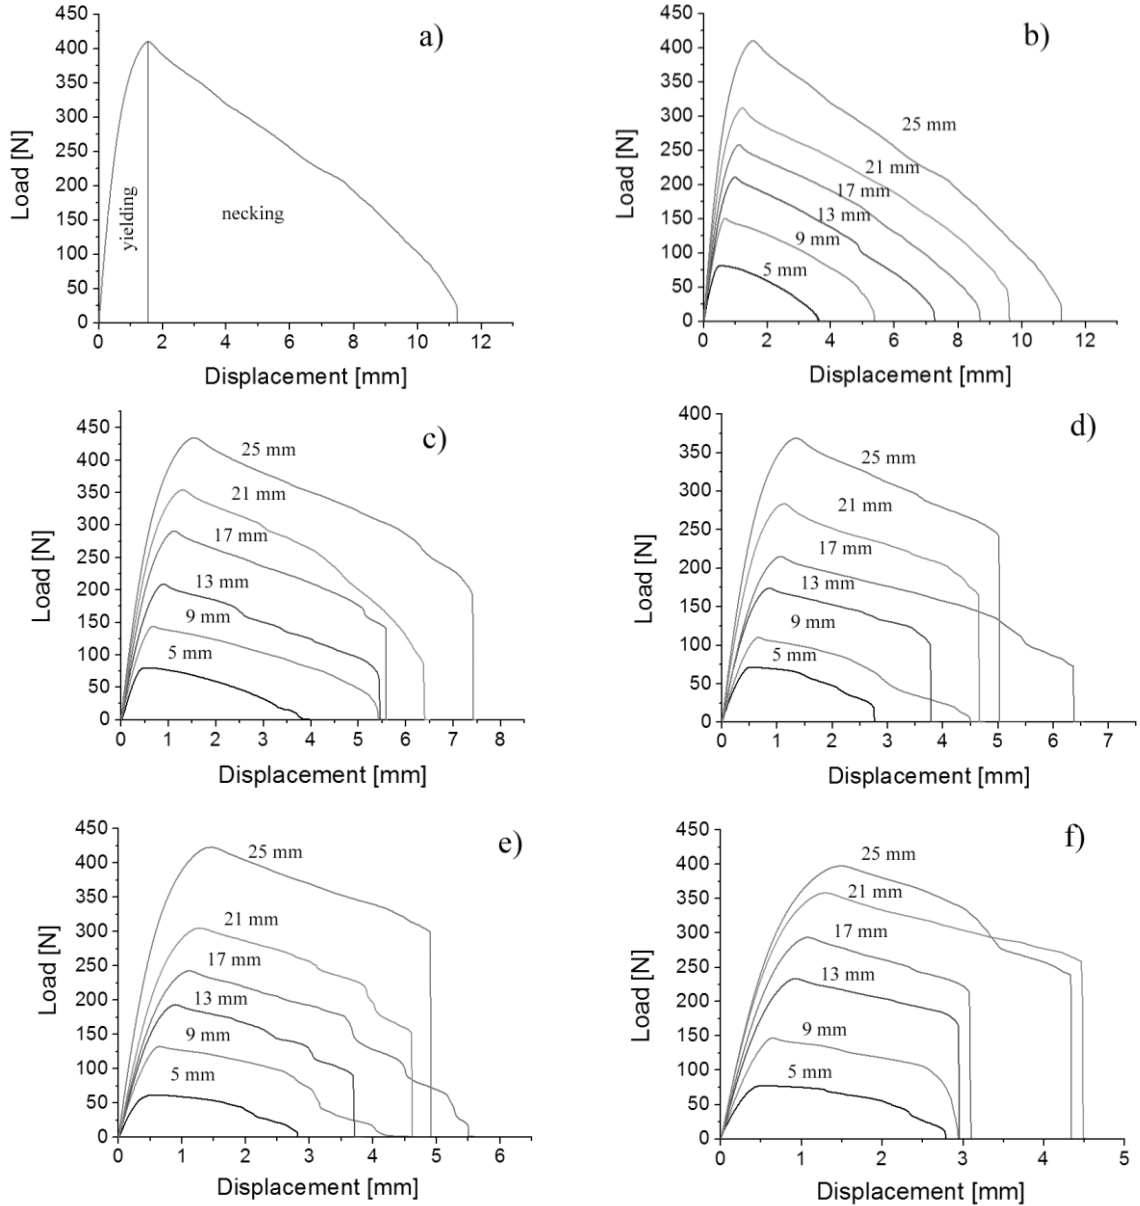 a)
450
400
350
300
250
200
150
100
50
0
Load [N]
yielding
necking
0 2 4 6 8 10 12
Displacement [mm]
b)
450
400
350
300
250
200
150
100
50
0
Load [N]
25 mm
21 mm
17 mm
13 mm
9 mm
5 mm
0 2 4 6 8 10 12
Displacement [mm]
c)
450
400
350
300
250
200
150
100
50
0
Load [N]
25 mm
21 mm
17 mm
13 mm
9 mm
5 mm
0 1 2 3 4 5 6 7 8
Displacement [mm]
d)
400
350
300
250
200
150
100
50
0
Load [N]
25 mm
21 mm
17 mm
13 mm
9 mm
5 mm
0 1 2 3 4 5 6 7
Displacement [mm]
e)
450
400
350
300
250
200
150
100
50
0
Load [N]
25 mm
21 mm
17 mm
13 mm
9 mm
5 mm
0 1 2 3 4 5 6
Displacement [mm]
f)
450
400
350
300
250
200
150
100
50
0
Load [N]
25 mm
21 mm
17 mm
13 mm
9 mm
5 mm
0 1 2 3 4 5
Displacement [mm]